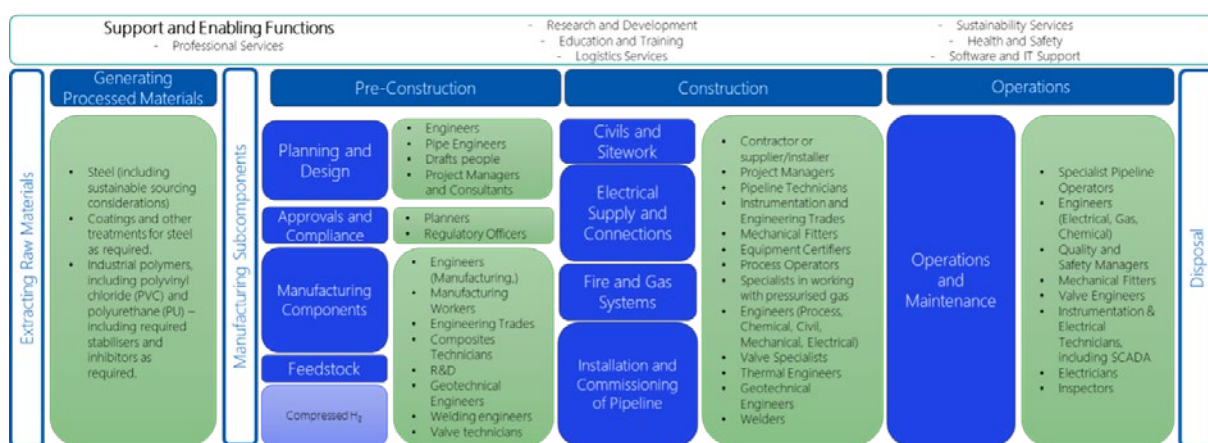 Support and Enabling Functions
- Professional Services
- Research and Development
- Education and Training
- Logistics Services
- Sustainability Services
- Health and Safety
- Software and IT Support
Extracting Raw Materials
Generating
Processed Materials
• Steel (including
sustainable sourcing
considerations)
• Coatings and other
treatments for steel
as required.
• Industrial polymers,
including polyvinyl
chloride (PVC) and
polyurethane (PU) –
including required
stabilisers and
inhibitors as
required.
Manufacturing Subcomponents
Pre-Construction
Planning and
Design
• Engineers
• Pipe Engineers
• Drafts people
• Project Managers
and Consultants
Approvals and
Compliance
• Planners
• Regulatory Officers
Manufacturing
Components
Feedstock
Compressed H₂
• Engineers
(Manufacturing,)
• Manufacturing
Workers
• Engineering Trades
• Composites
Technicians
• R&D
• Geotechnical
Engineers
• Welding engineers
• Valve technicians
Construction
Civils and
Sitework
Electrical
Supply and
Connections
Fire and Gas
Systems
Installation and
Commissioning
of Pipeline
• Contractor or
supplier/installer
• Project Managers
• Pipeline Technicians
• Instrumentation and
Engineering Trades
• Mechanical Fitters
• Equipment Certifiers
• Process Operators
• Specialists in working
with pressurised gas
• Engineers (Process,
Chemical, Civil,
Mechanical, Electrical)
• Valve Specialists
• Thermal Engineers
• Geotechnical
Engineers
• Welders
Operations
Operations
and
Maintenance
• Specialist Pipeline
Operators
• Engineers
(Electrical, Gas,
Chemical)
• Quality and
Safety Managers
• Mechanical Fitters
• Valve Engineers
• Instrumentation &
Electrical
Technicians,
including SCADA
• Electricians
• Inspectors
Disposal